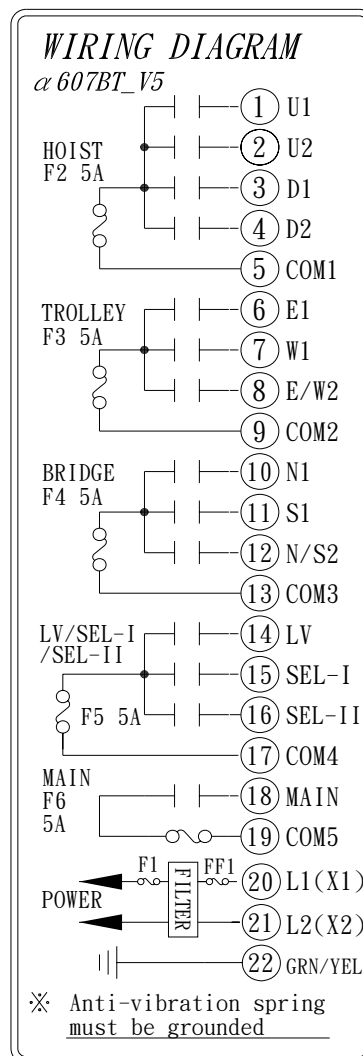 WIRING DIAGRAM
α607BT_V5
1 U1
2 U2
HOIST
F2 5A
3 D1
4 D2
5 COM1
6 E1
TROLLEY
F3 5A
7 W1
8 E/W2
9 COM2
10 N1
BRIDGE
F4 5A
11 S1
12 N/S2
13 COM3
LV/SEL-I
/SEL-II
14 LV
15 SEL-I
F5 5A
16 SEL-II
17 COM4
MAIN
F6
5A
18 MAIN
19 COM5
F1
FILTER
FF1
20 L1(X1)
POWER
21 L2(X2)
22 GRN/YEL
※ Anti-vibration spring
must be grounded